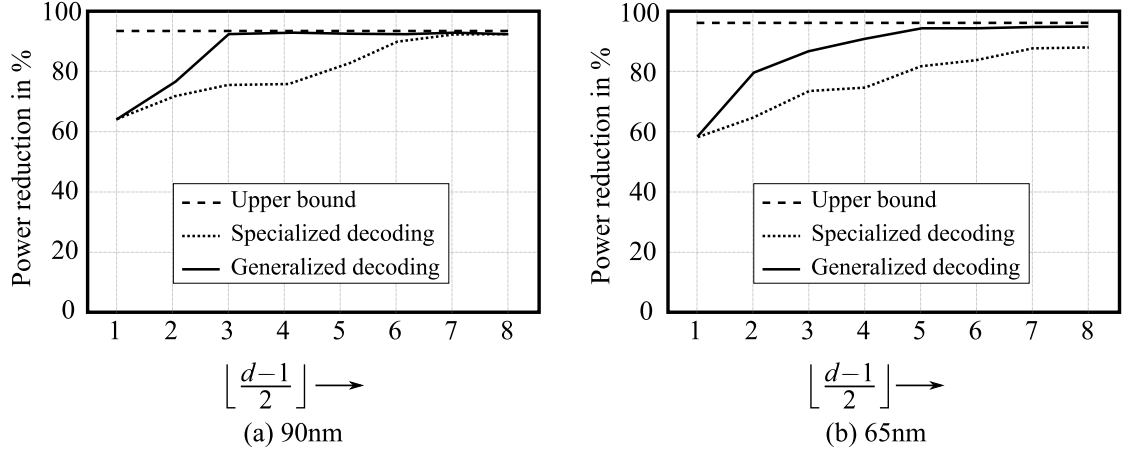 100
80
60
40
20
0
Power reduction in %
Upper bound
Specialized decoding
Generalized decoding
1 2 3 4 5 6 7 8
⌊(d−1)/2⌋ →
(a) 90nm
100
80
60
40
20
0
Power reduction in %
Upper bound
Specialized decoding
Generalized decoding
1 2 3 4 5 6 7 8
⌊(d−1)/2⌋ →
(b) 65nm